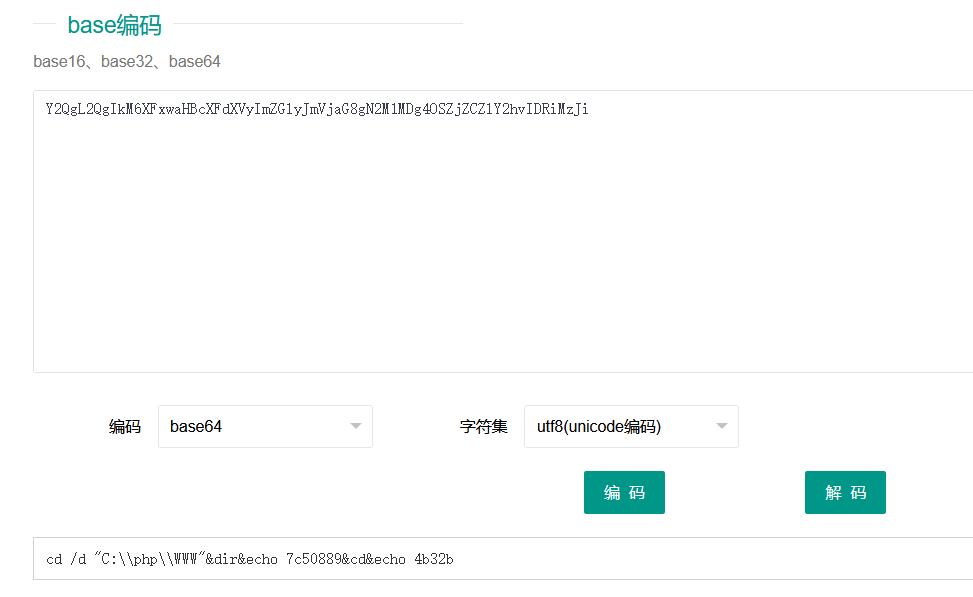 base编码
base16、base32、base64
Y2QgL2QgIkM6XFxwaHBcXFdXVyImZGlyJmVjaG8gN2M1MDg4OSZjZCZlY2hvIDRiMzJi
编码 base64 字符集 utf8(unicode编码)
编 码 解 码
cd /d "C:\\php\\WWW"&dir&echo 7c50889&cd&echo 4b32b